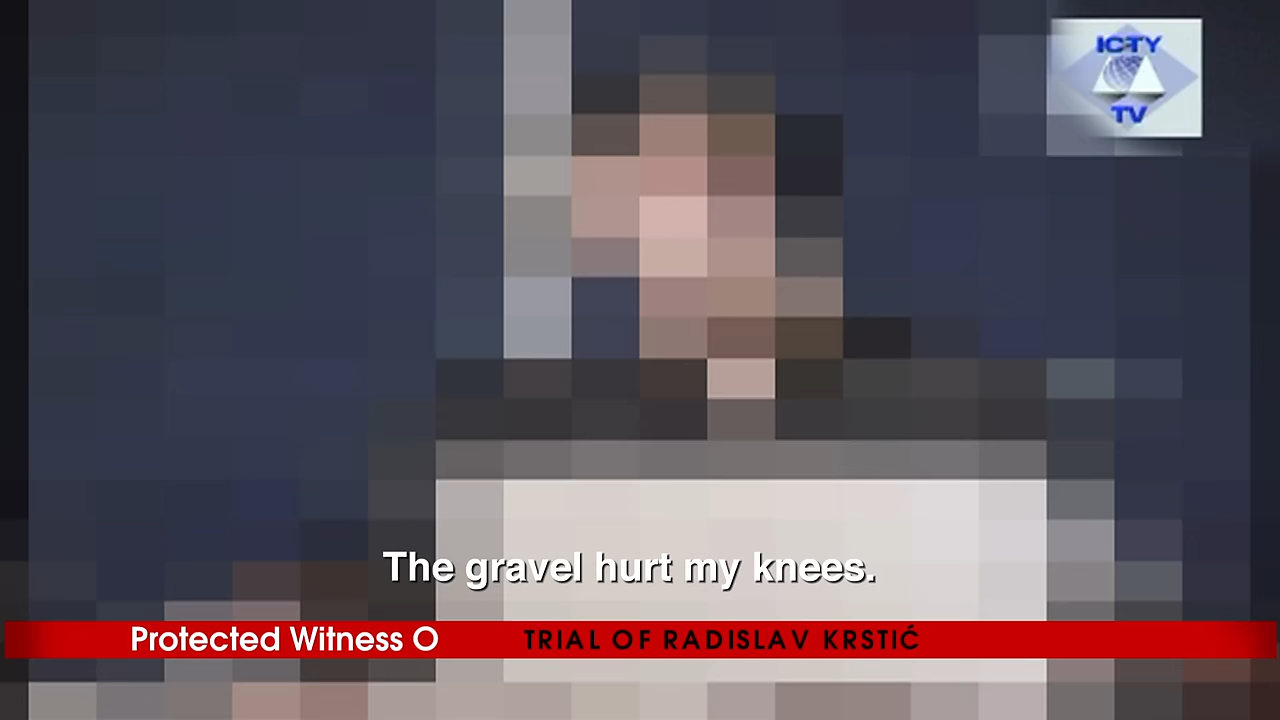 ICTY
TV
The gravel hurt my knees.
Protected Witness O
TRIAL OF RADISLAV KRSTIĆ